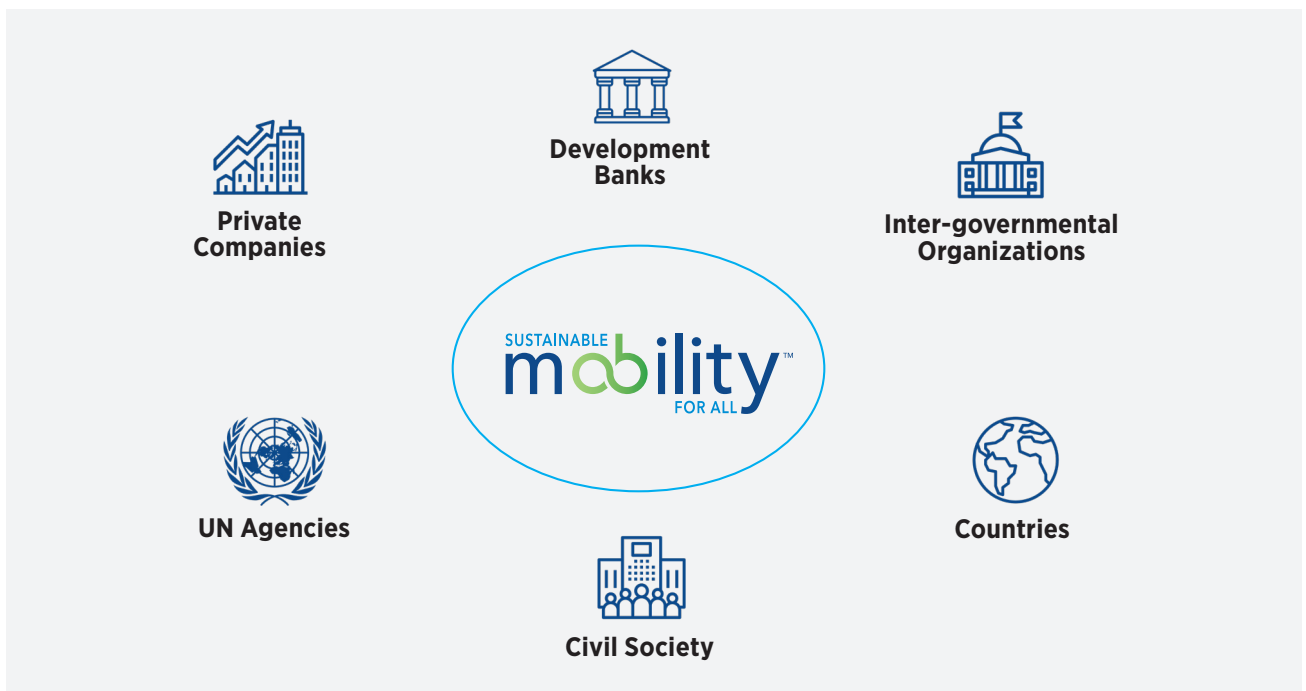 Development
Banks
Private
Companies
Inter-governmental
Organizations
SUSTAINABLE
mobility™
FOR ALL
UN Agencies
Countries
Civil Society